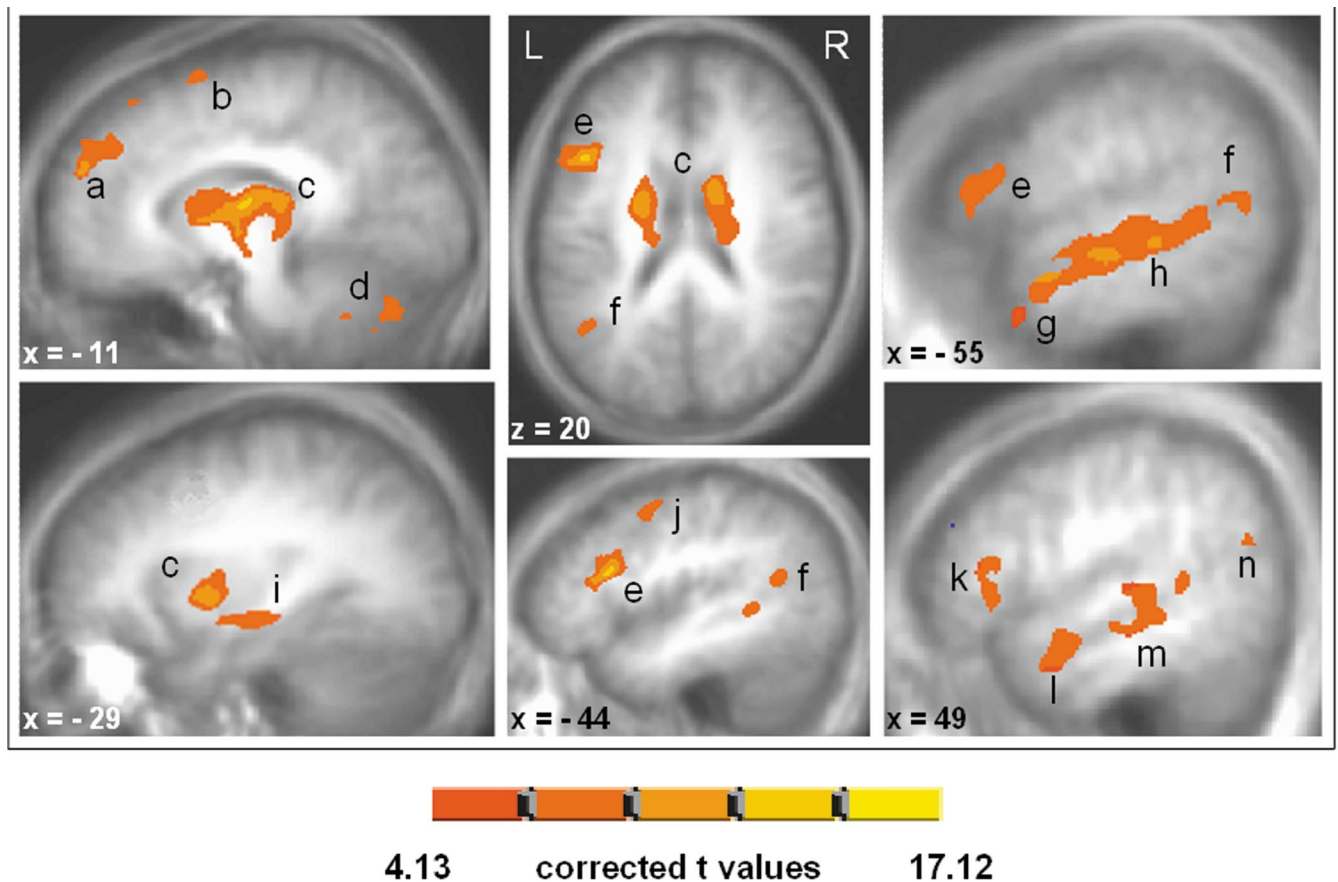 b
a
c
d
x = - 11
L R
e
c
f
z = 20
f
e
h
g
x = - 55
c
i
x = - 29
j
e
f
x = - 44
k
n
m
l
x = 49
4.13 corrected t values 17.12